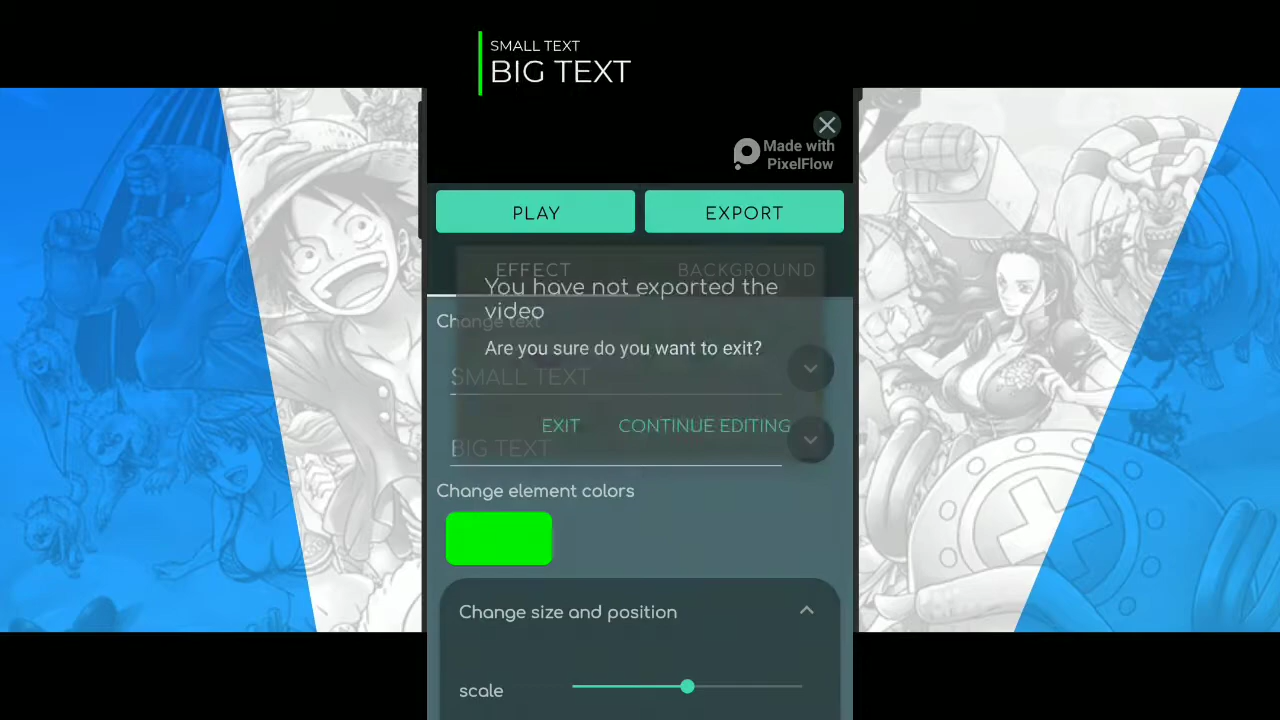 SMALL TEXT
BIG TEXT
Made with
PixelFlow
PLAY
EXPORT
EFFECT
BACKGROUND
You have not exported the
video
Change text
Are you sure do you want to exit?
SMALL TEXT
EXIT
CONTINUE EDITING
BIG TEXT
Change element colors
Change size and position
scale